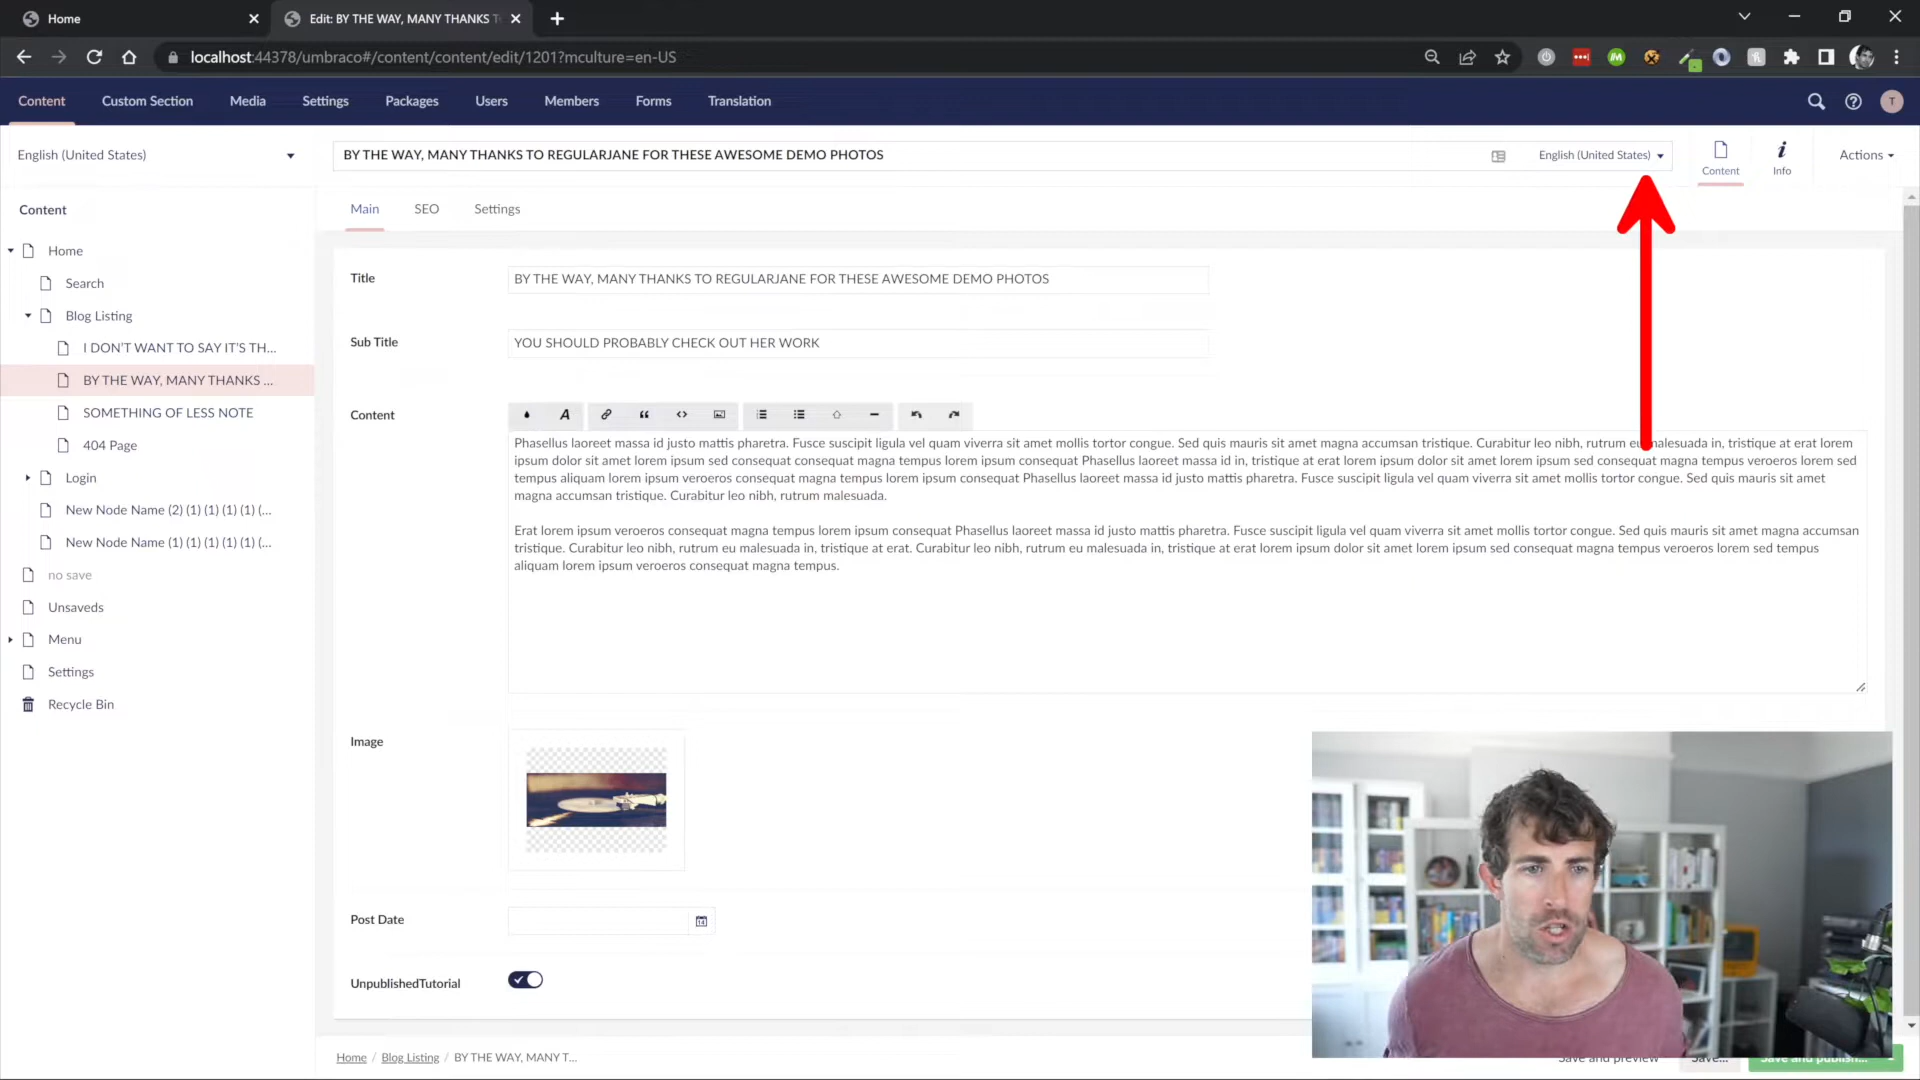 Home
Edit: BY THE WAY, MANY THANKS T
localhost:44378/umbraco#/content/content/edit/1201?mculture=en-US
Content Custom Section Media Settings Packages Users Members Forms Translation
T
English (United States)
BY THE WAY, MANY THANKS TO REGULARJANE FOR THESE AWESOME DEMO PHOTOS
English (United States)
Content
Info
Actions
Content
Home
Search
Blog Listing
I DON'T WANT TO SAY IT'S TH...
BY THE WAY, MANY THANKS ...
SOMETHING OF LESS NOTE
404 Page
Login
New Node Name (2) (1) (1) (1) (1) (...
New Node Name (1) (1) (1) (1) (1) (...
no save
Unsaveds
Menu
Settings
Recycle Bin
Main SEO Settings
Title
BY THE WAY, MANY THANKS TO REGULARJANE FOR THESE AWESOME DEMO PHOTOS
Sub Title
YOU SHOULD PROBABLY CHECK OUT HER WORK
Content
Phasellus laoreet massa id justo mattis pharetra. Fusce suscipit ligula vel quam viverra sit amet mollis tortor congue. Sed quis mauris sit amet magna accumsan tristique. Curabitur leo nibh, rutrum eu malesuada in, tristique at erat lorem
ipsum dolor sit amet lorem ipsum sed consequat consequat magna tempus lorem ipsum consequat Phasellus laoreet massa id in, tristique at erat lorem ipsum dolor sit amet lorem ipsum sed consequat magna tempus veroeros lorem sed
tempus aliquam lorem ipsum veroeros consequat magna tempus lorem ipsum consequat Phasellus laoreet massa id justo mattis pharetra. Fusce suscipit ligula vel quam viverra sit amet mollis tortor congue. Sed quis mauris sit amet
magna accumsan tristique. Curabitur leo nibh, rutrum malesuada.
Erat lorem ipsum veroeros consequat magna tempus lorem ipsum consequat Phasellus laoreet massa id justo mattis pharetra. Fusce suscipit ligula vel quam viverra sit amet mollis tortor congue. Sed quis mauris sit amet magna accumsan
tristique. Curabitur leo nibh, rutrum eu malesuada in, tristique at erat. Curabitur leo nibh, rutrum eu malesuada in, tristique at erat lorem ipsum dolor sit amet lorem ipsum sed consequat magna tempus veroeros lorem sed tempus
aliquam lorem ipsum veroeros consequat magna tempus.
Image
Post Date
UnpublishedTutorial
Home / Blog Listing / BY THE WAY, MANY T...
Save and preview Save... Save and publish...